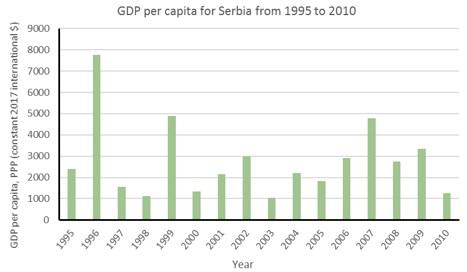 GDP per capita for Serbia from 1995 to 2010
GDP per capita, PPP (constant 2017 international $)
9000
8000
7000
6000
5000
4000
3000
2000
1000
0
1995 1996 1997 1998 1999 2000 2001 2002 2003 2004 2005 2006 2007 2008 2009 2010
Year